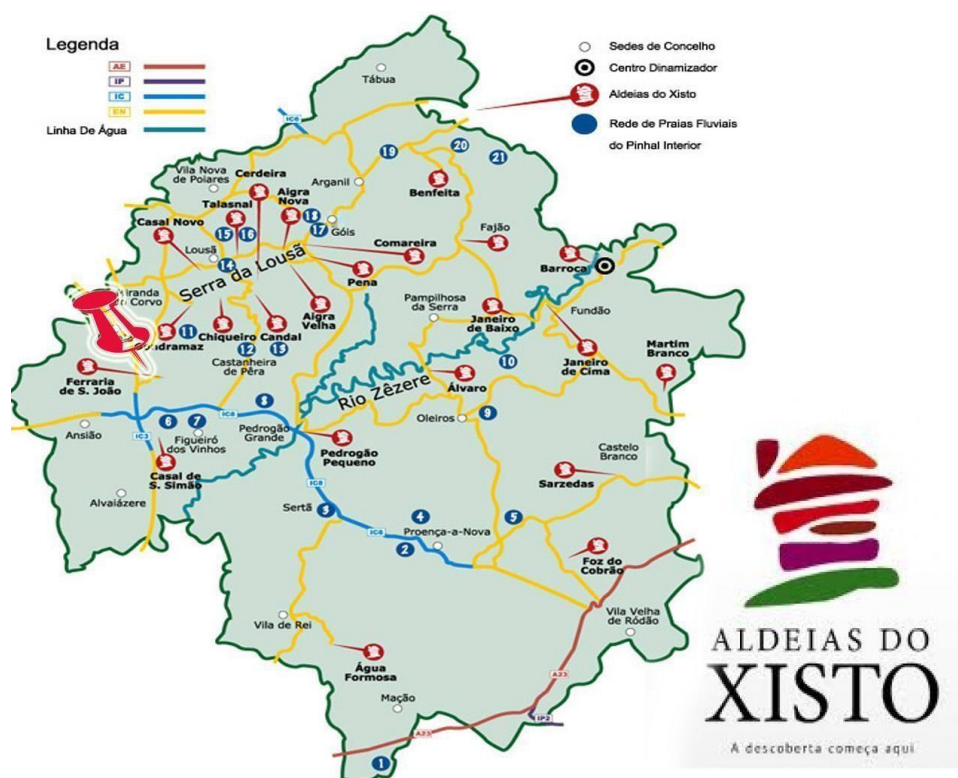 Legenda
AE
IP
IC
EN
Linha De Água
Sedes de Concelho
Centro Dinamizador
Aldeias do Xisto
Rede de Praias Fluviais
do Pinhal Interior
Tábua
IC6
19
20
21
Vila Nova
de Poiares
Cerdeira
Arganil
Benfeita
Talasnal
Aigra
Nova
18
17
Góis
Casal Novo
15
16
Comareira
Fajão
Lousã
14
Serra da Lousã
Pena
Barroca
Pampilhosa
da Serra
Fundão
Aigra
Velha
Janeiro
de Baixo
Corvo
11
Chiqueiro
Candal
12
Castanheira
de Pêra
10
Janeiro
de Cima
Martim
Branco
Ferraria
de S. João
Rio Zêzere
Álvaro
Oleiros
9
8
IC8
Ansião
6
7
IC3
Figueiró
dos Vinhos
Pedrogão
Grande
Pedrogão
Pequeno
Castelo
Branco
Casal de
S. Simão
Sarzedas
IC8
Alvaiázere
Sertã
3
4
5
IC8
Proença-a-Nova
2
Foz do
Cobrão
Vila de Rei
Vila Velha
de Ródão
Água
Formosa
A23
Mação
IP2
A23
1
ALDEIAS DO
XISTO
A descoberta começa aqui